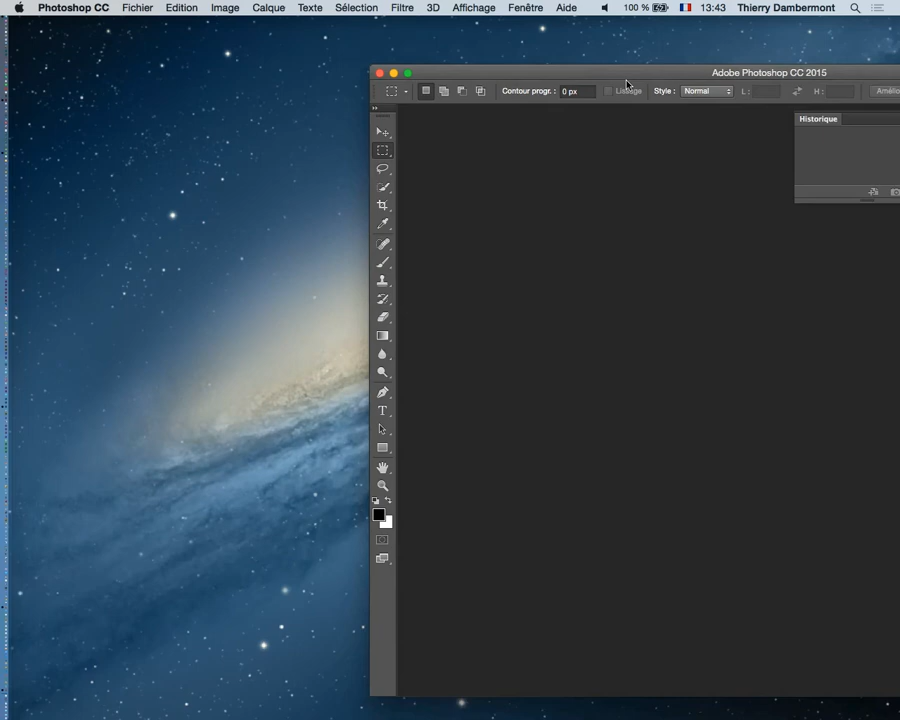 Photoshop CC Fichier Edition Image Calque Texte Sélection Filtre 3D Affichage Fenêtre Aide 100 % 13:43 Thierry Dambermont
Adobe Photoshop CC 2015
Contour progr. : 0 px Lissage Style : Normal L : H : Amélio
Historique